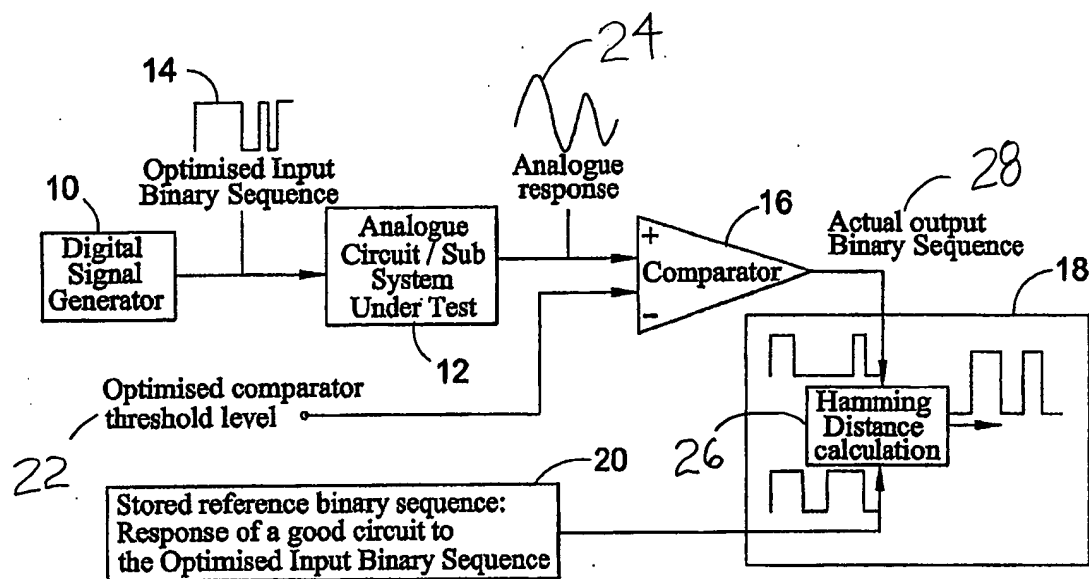 14
24
Optimised Input
Binary Sequence
Analogue
response
10
Digital
Signal
Generator
Analogue
Circuit / Sub
System
Under Test
12
+
Comparator
–
16
Actual output
Binary Sequence
28
18
Optimised comparator
threshold level
22
Hamming
Distance
calculation
26
20
Stored reference binary sequence:
Response of a good circuit to
the Optimised Input Binary Sequence